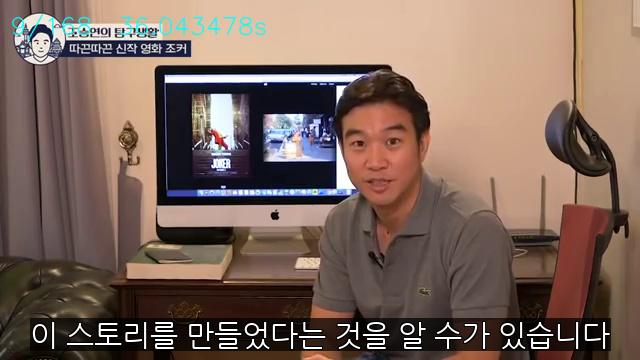 9/168  36.043478s
조승연의 탐구생활
따끈따끈 신작 영화 조커
JOKER
이 스토리를 만들었다는 것을 알 수가 있습니다